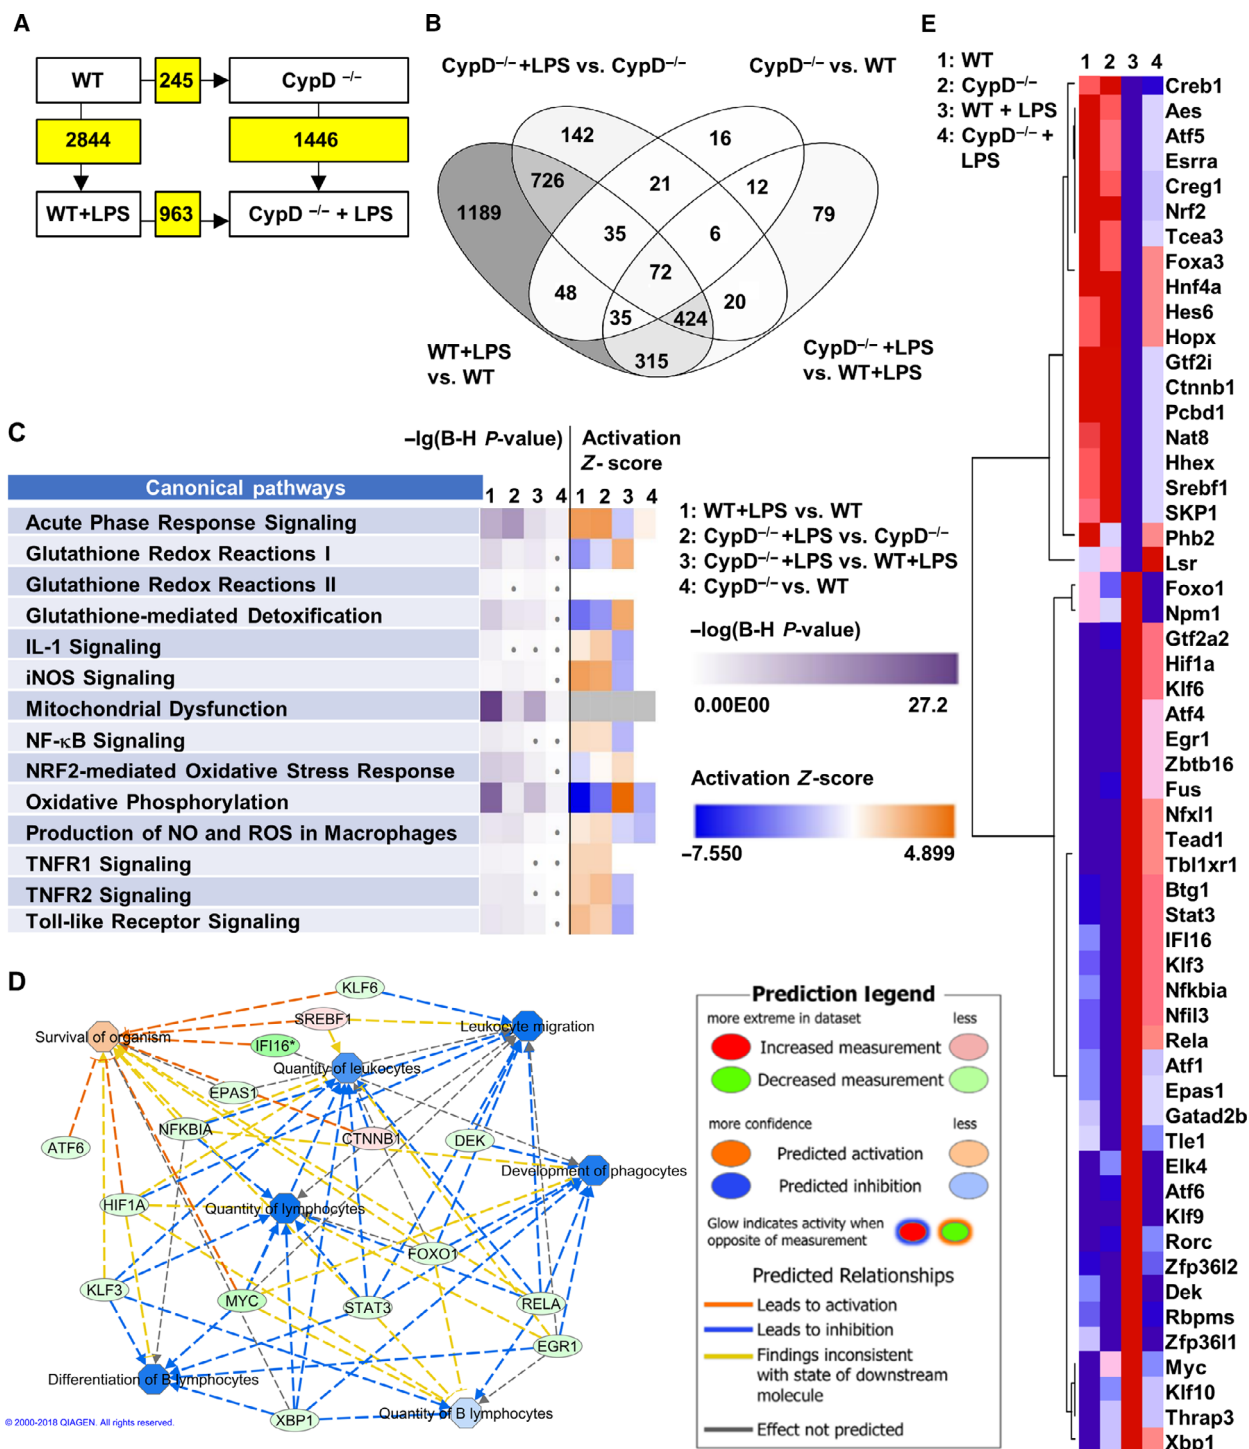 A
WT
245
CypD −/−
2844
1446
WT+LPS
963
CypD −/− + LPS
B
CypD−/− +LPS vs. CypD−/−
CypD−/− vs. WT
142
16
726
21
12
1189
79
35
6
72
48
20
35
424
315
WT+LPS
vs. WT
CypD−/− +LPS
vs. WT+LPS
C
−lg(B-H P-value)
Activation
Z- score
Canonical pathways
1 2 3 4 1 2 3 4
Acute Phase Response Signaling
Glutathione Redox Reactions I
Glutathione Redox Reactions II
Glutathione-mediated Detoxification
IL-1 Signaling
iNOS Signaling
Mitochondrial Dysfunction
NF-κB Signaling
NRF2-mediated Oxidative Stress Response
Oxidative Phosphorylation
Production of NO and ROS in Macrophages
TNFR1 Signaling
TNFR2 Signaling
Toll-like Receptor Signaling
1: WT+LPS vs. WT
2: CypD−/− +LPS vs. CypD−/−
3: CypD−/− +LPS vs. WT+LPS
4: CypD−/− vs. WT
−log(B-H P-value)
0.00E00 27.2
Activation Z-score
−7.550 4.899
D
KLF6
SREBF1
Survival of organism
Leukocyte migration
IFI16*
Quantity of leukocytes
EPAS1
NFKBIA
CTNNB1
DEK
ATF6
Development of phagocytes
HIF1A
Quantity of lymphocytes
FOXO1
KLF3
MYC
STAT3
RELA
EGR1
Differentiation of B lymphocytes
XBP1
Quantity of B lymphocytes
© 2000-2018 QIAGEN. All rights reserved.
Prediction legend
more extreme in dataset less
Increased measurement
Decreased measurement
more confidence less
Predicted activation
Predicted inhibition
Glow indicates activity when
opposite of measurement
Predicted Relationships
Leads to activation
Leads to inhibition
Findings inconsistent
with state of downstream
molecule
Effect not predicted
E
1: WT
2: CypD−/−
3: WT + LPS
4: CypD−/− +
LPS
1 2 3 4
Creb1
Aes
Atf5
Esrra
Creg1
Nrf2
Tcea3
Foxa3
Hnf4a
Hes6
Hopx
Gtf2i
Ctnnb1
Pcbd1
Nat8
Hhex
Srebf1
SKP1
Phb2
Lsr
Foxo1
Npm1
Gtf2a2
Hif1a
Klf6
Atf4
Egr1
Zbtb16
Fus
Nfxl1
Tead1
Tbl1xr1
Btg1
Stat3
IFI16
Klf3
Nfkbia
Nfil3
Rela
Atf1
Epas1
Gatad2b
Tle1
Elk4
Atf6
Klf9
Rorc
Zfp36l2
Dek
Rbpms
Zfp36l1
Myc
Klf10
Thrap3
Xbp1